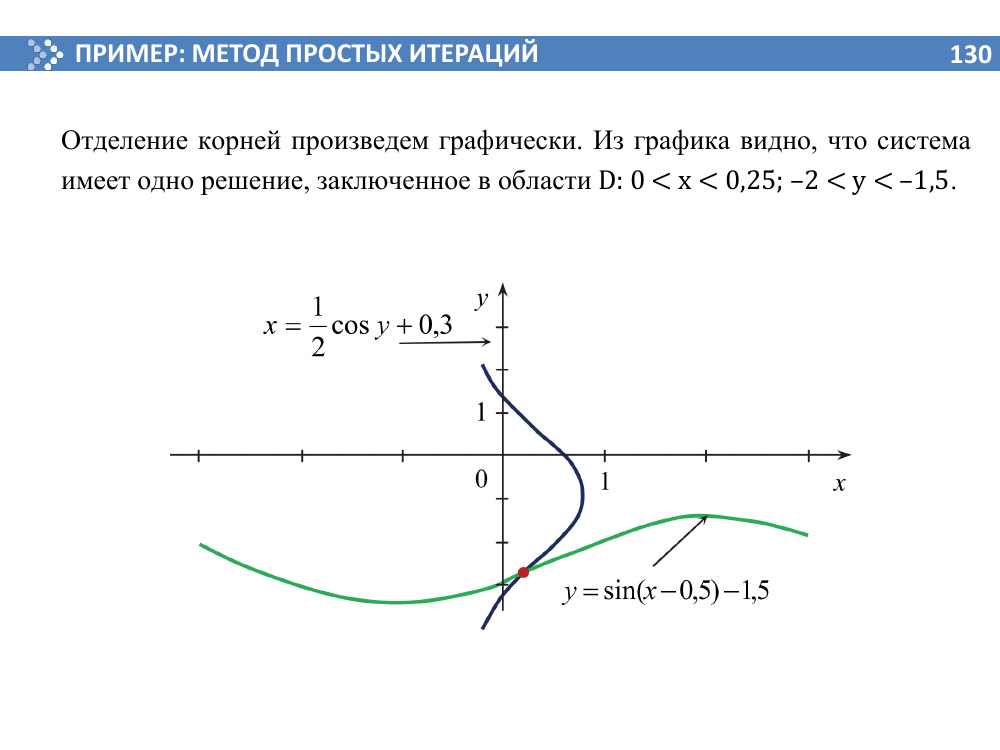 ПРИМЕР: МЕТОД ПРОСТЫХ ИТЕРАЦИЙ 130
Отделение корней произведем графически. Из графика видно, что система
имеет одно решение, заключенное в области D: 0 < x < 0,25; –2 < y < –1,5.
y
x = 1/2 cos y + 0,3
1
0 1 x
y = sin(x – 0,5) – 1,5